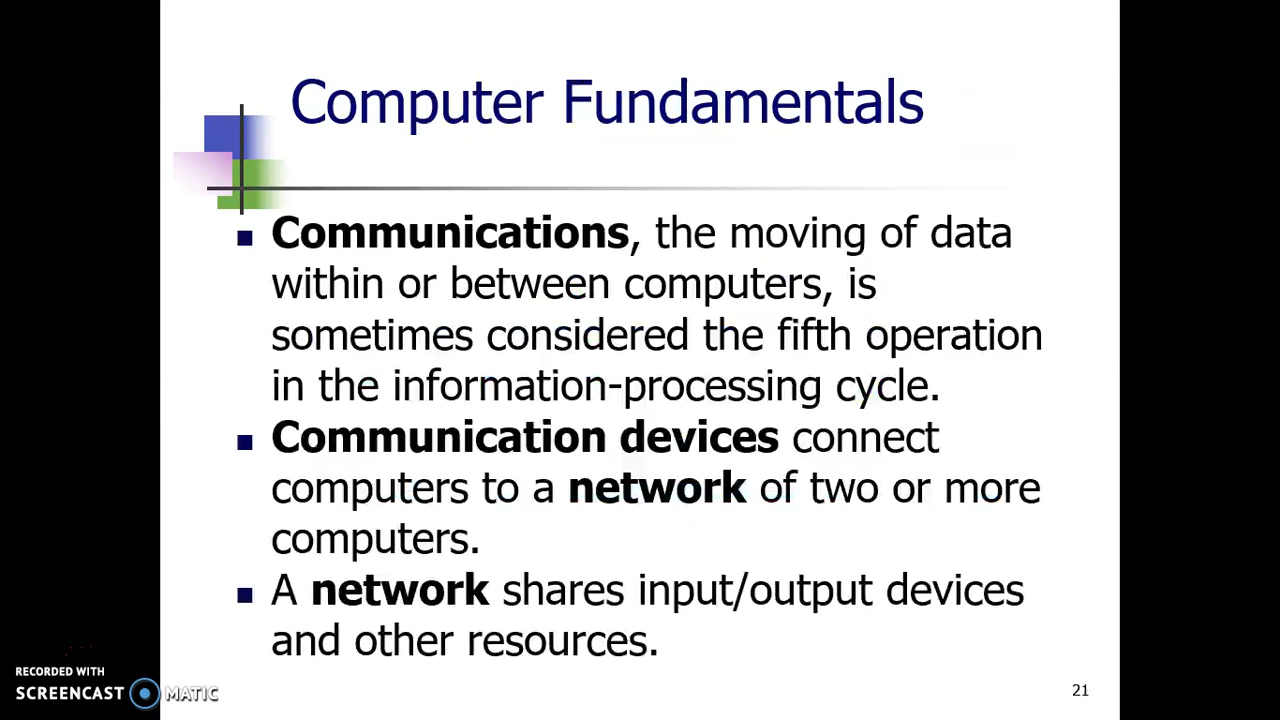 Computer Fundamentals
Communications, the moving of data
within or between computers, is
sometimes considered the fifth operation
in the information-processing cycle.
Communication devices connect
computers to a network of two or more
computers.
A network shares input/output devices
and other resources.
RECORDED WITH
SCREENCAST MATIC
21